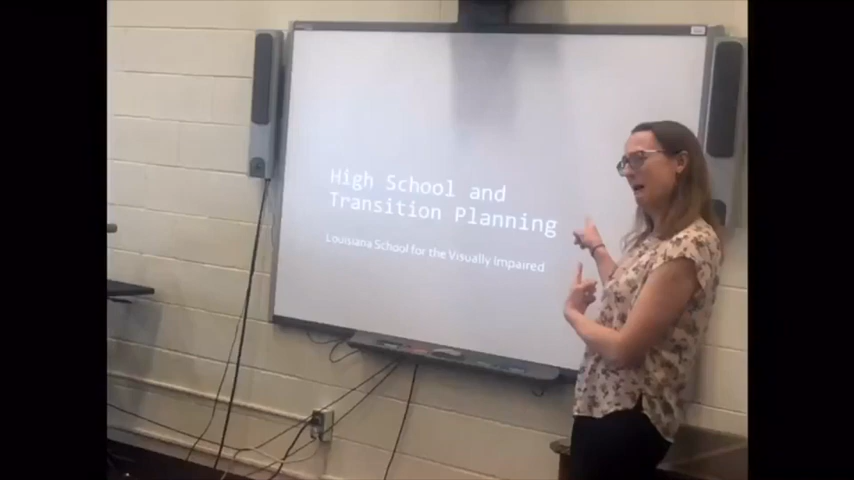 High School and
Transition Planning
Louisiana School for the Visually Impaired